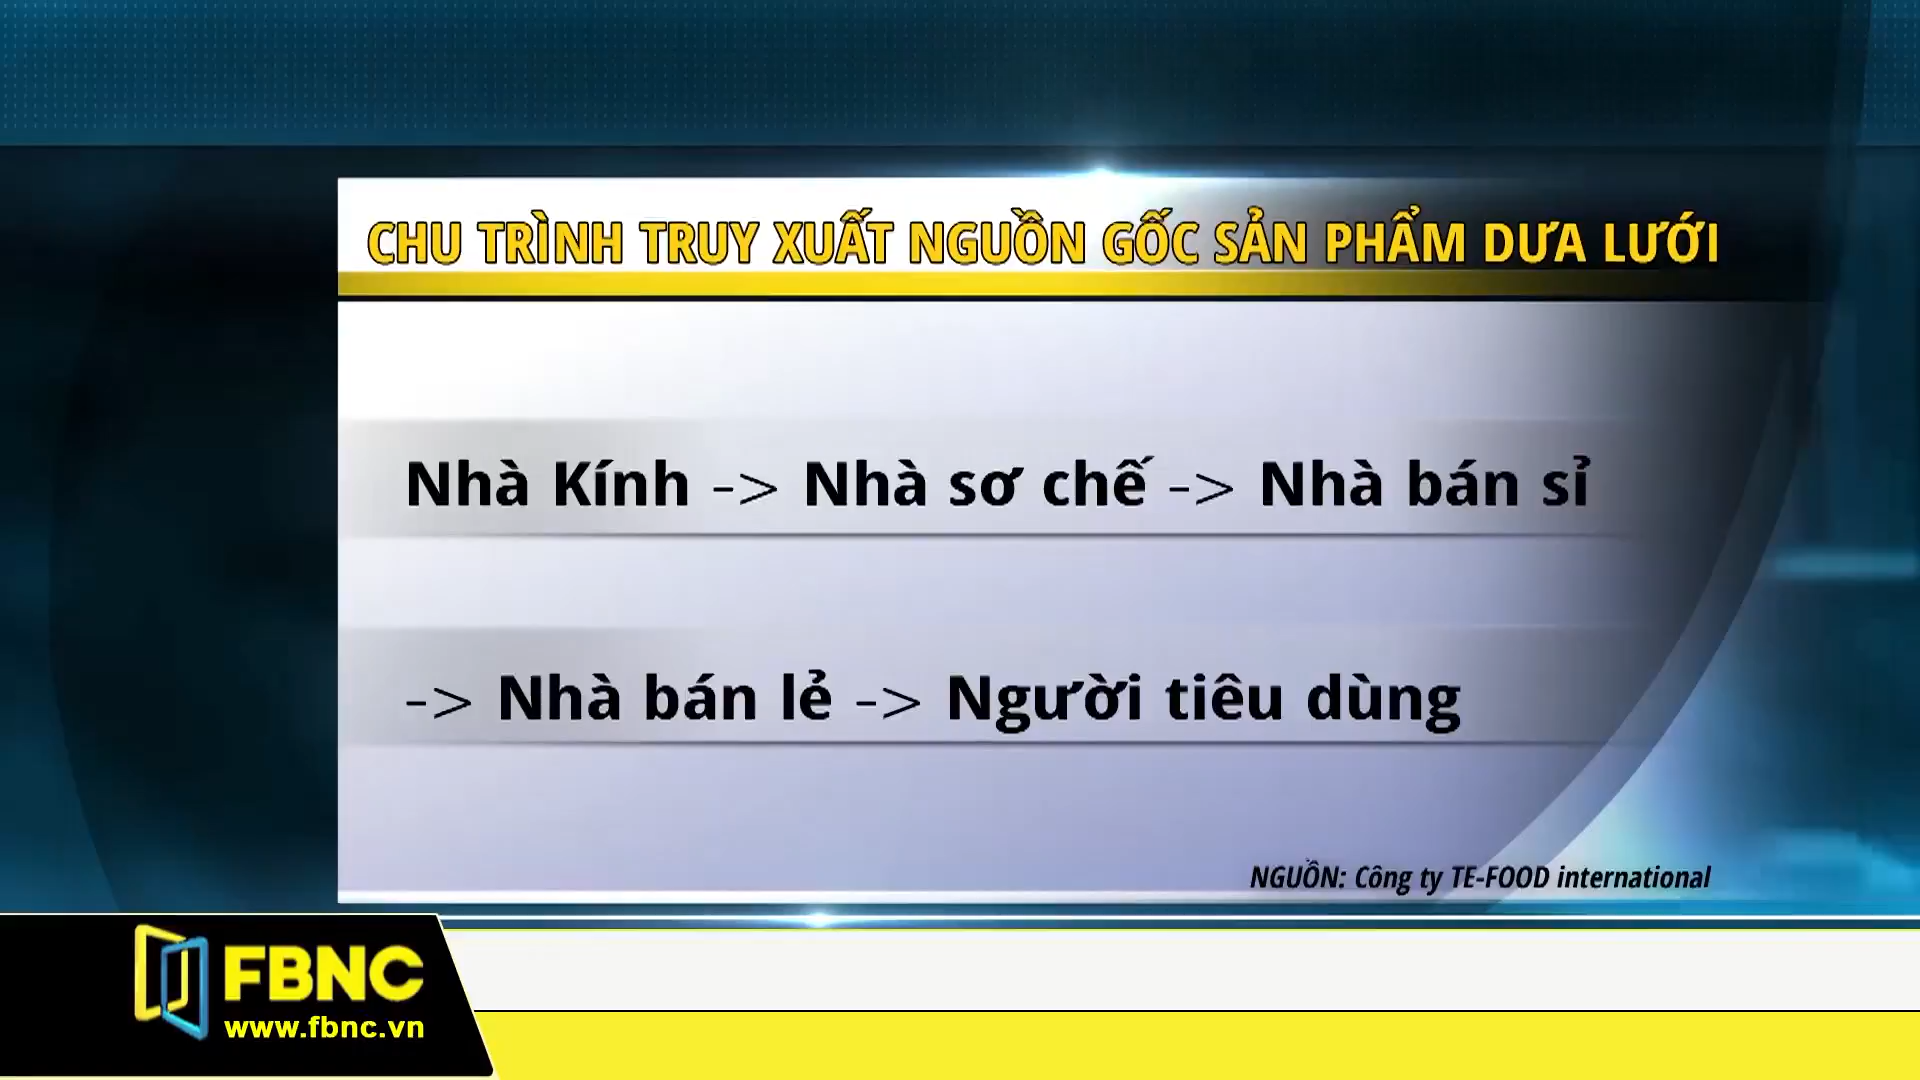 CHU TRÌNH TRUY XUẤT NGUỒN GỐC SẢN PHẨM DƯA LƯỚI
Nhà Kính -> Nhà sơ chế -> Nhà bán sỉ
-> Nhà bán lẻ -> Người tiêu dùng
NGUỒN: Công ty TE-FOOD international
FBNC
www.fbnc.vn